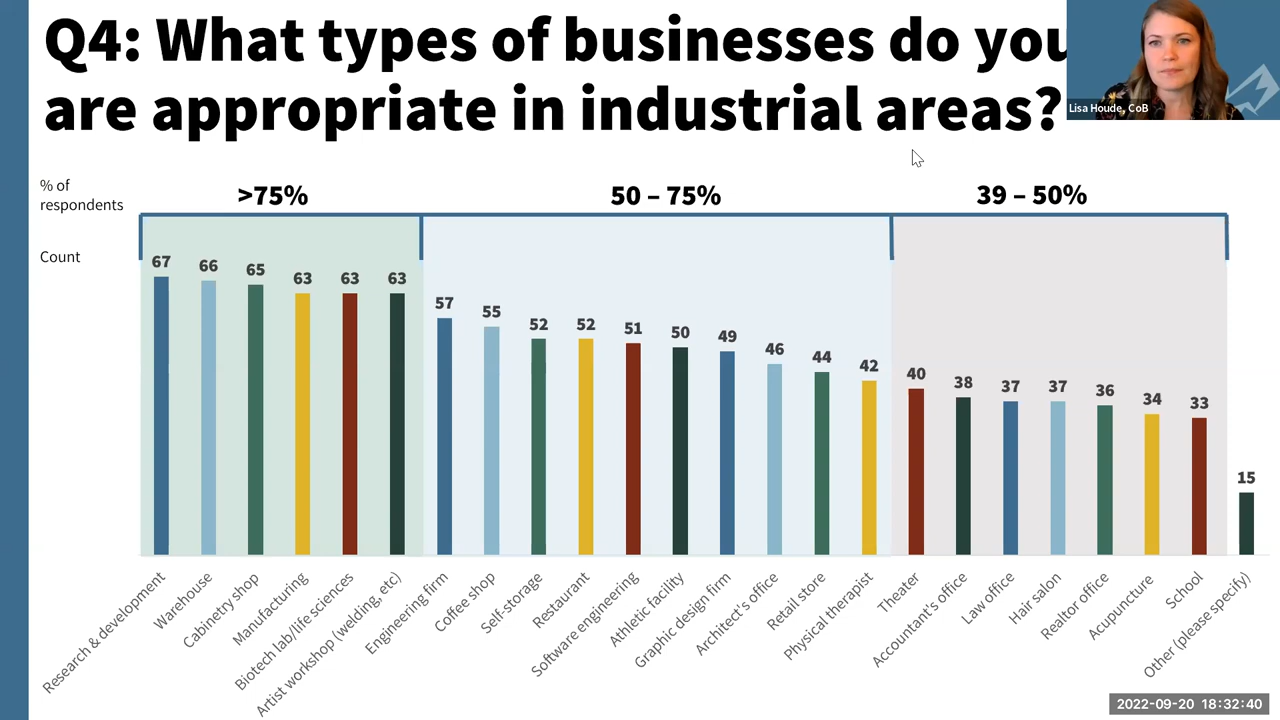 Q4: What types of businesses do you
are appropriate in industrial areas?
Lisa Houde, CoB
% of
respondents
>75%
50 – 75%
39 – 50%
Count
67
66
65
63
63
63
57
55
52
52
51
50
49
46
44
42
40
38
37
37
36
34
33
15
Research & development
Warehouse
Cabinetry shop
Manufacturing
Biotech lab/life sciences
Artist workshop (welding, etc)
Engineering firm
Coffee shop
Self-storage
Restaurant
Software engineering
Athletic facility
Graphic design firm
Architect's office
Retail store
Physical therapist
Theater
Accountant's office
Law office
Hair salon
Realtor office
Acupuncture
School
Other (please specify)
2022-09-20 18:32:40